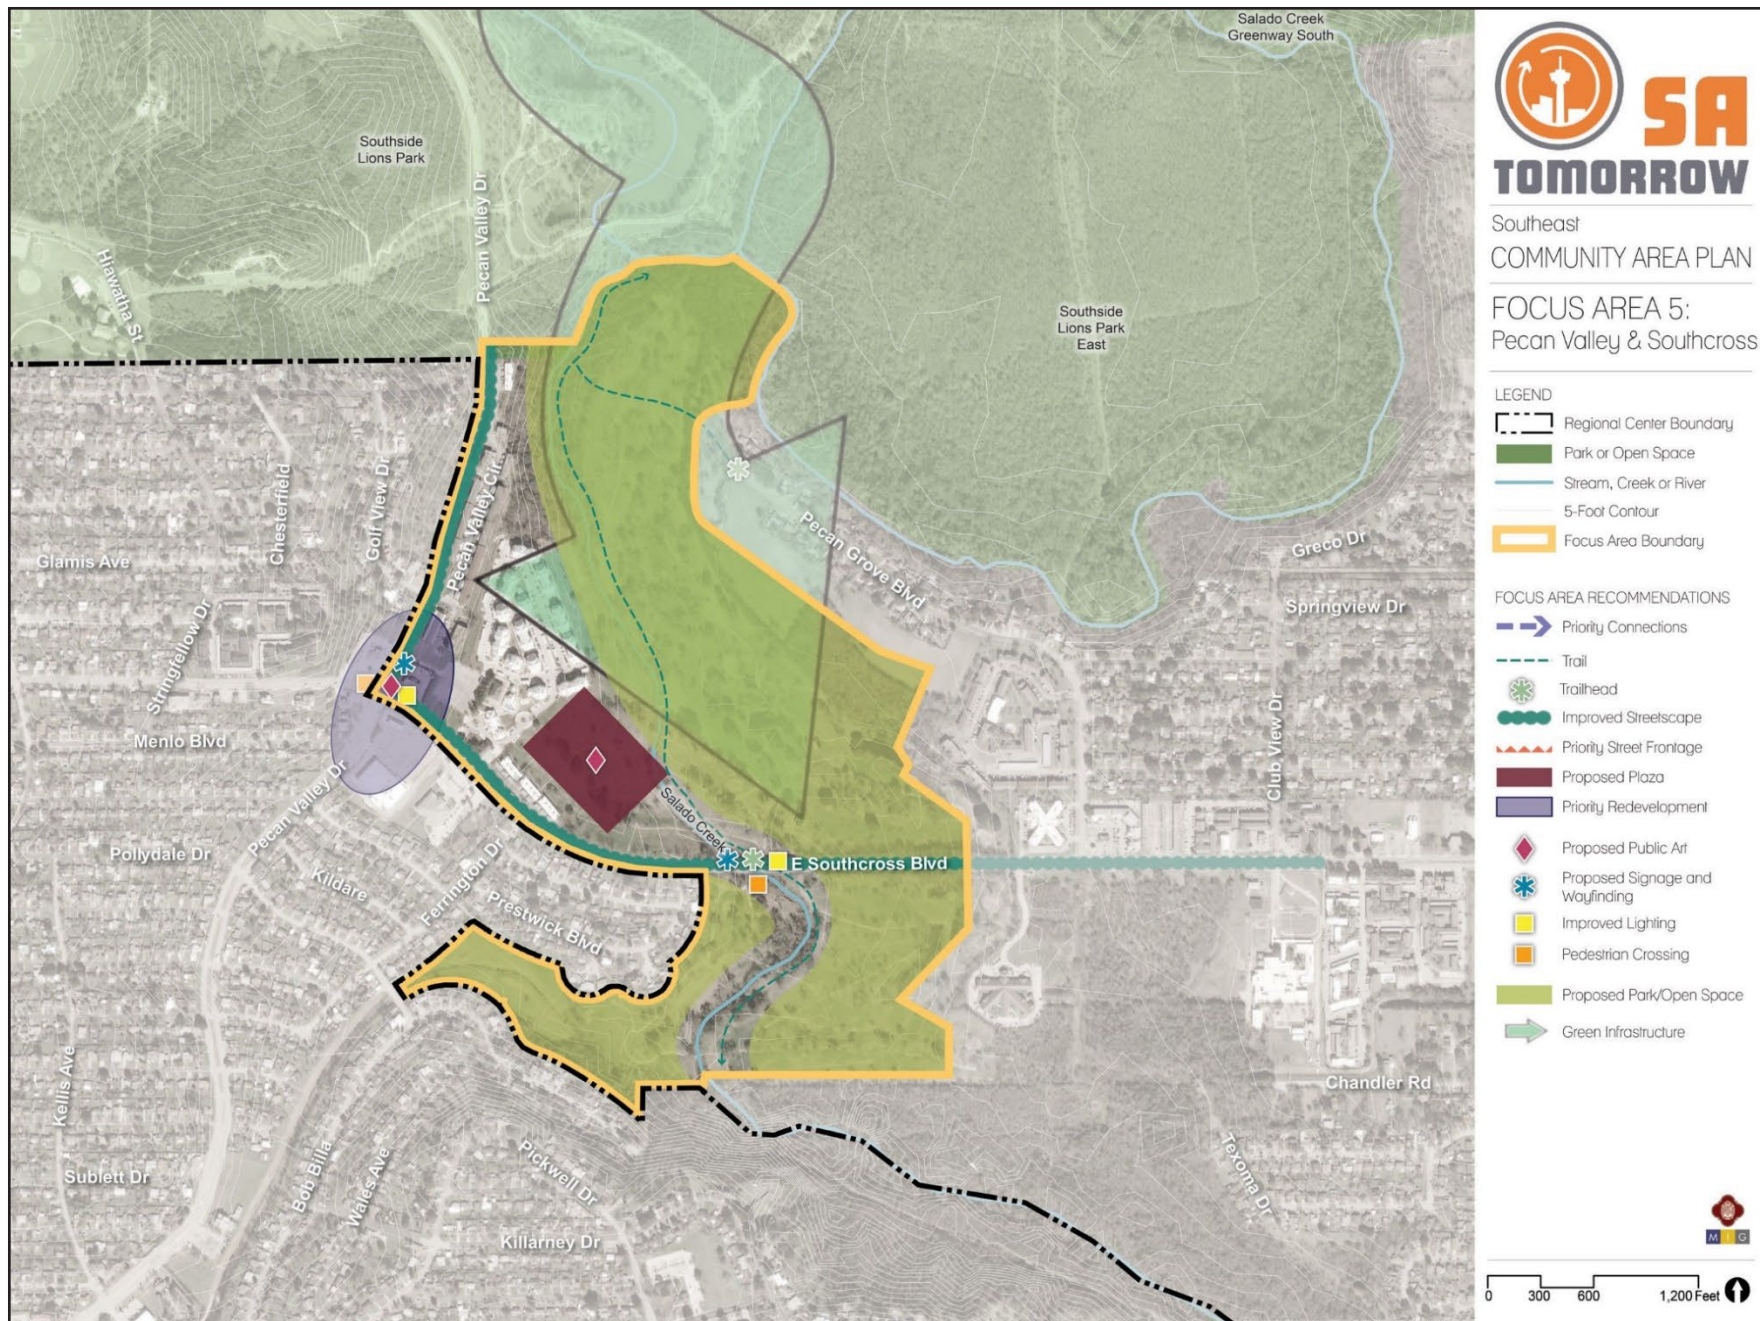 Salado Creek
Greenway South
Southside
Lions Park
Pecan Valley Dr
Hiawatha St
Southside
Lions Park
East
Chesterfield
Golf View Dr
Pecan Valley Cir
Glamis Ave
Stringfellow Dr
Menlo Blvd
Pecan Valley Dr
Pecan Grove Blvd
Greco Dr
Springview Dr
Club View Dr
Salado Creek
E Southcross Blvd
Pollydale Dr
Kildare
Ferrington Dr
Prestwick Blvd
Kellis Ave
Sublett Dr
Bob Billa
Wales Ave
Pickwell Dr
Killarney Dr
Chandler Rd
Texoma Dr
SA
TOMORROW
Southeast
COMMUNITY AREA PLAN
FOCUS AREA 5:
Pecan Valley & Southcross
LEGEND
Regional Center Boundary
Park or Open Space
Stream, Creek or River
5-Foot Contour
Focus Area Boundary
FOCUS AREA RECOMMENDATIONS
Priority Connections
Trail
Trailhead
Improved Streetscape
Priority Street Frontage
Proposed Plaza
Priority Redevelopment
Proposed Public Art
Proposed Signage and
Wayfinding
Improved Lighting
Pedestrian Crossing
Proposed Park/Open Space
Green Infrastructure
M I G
0 300 600 1,200 Feet